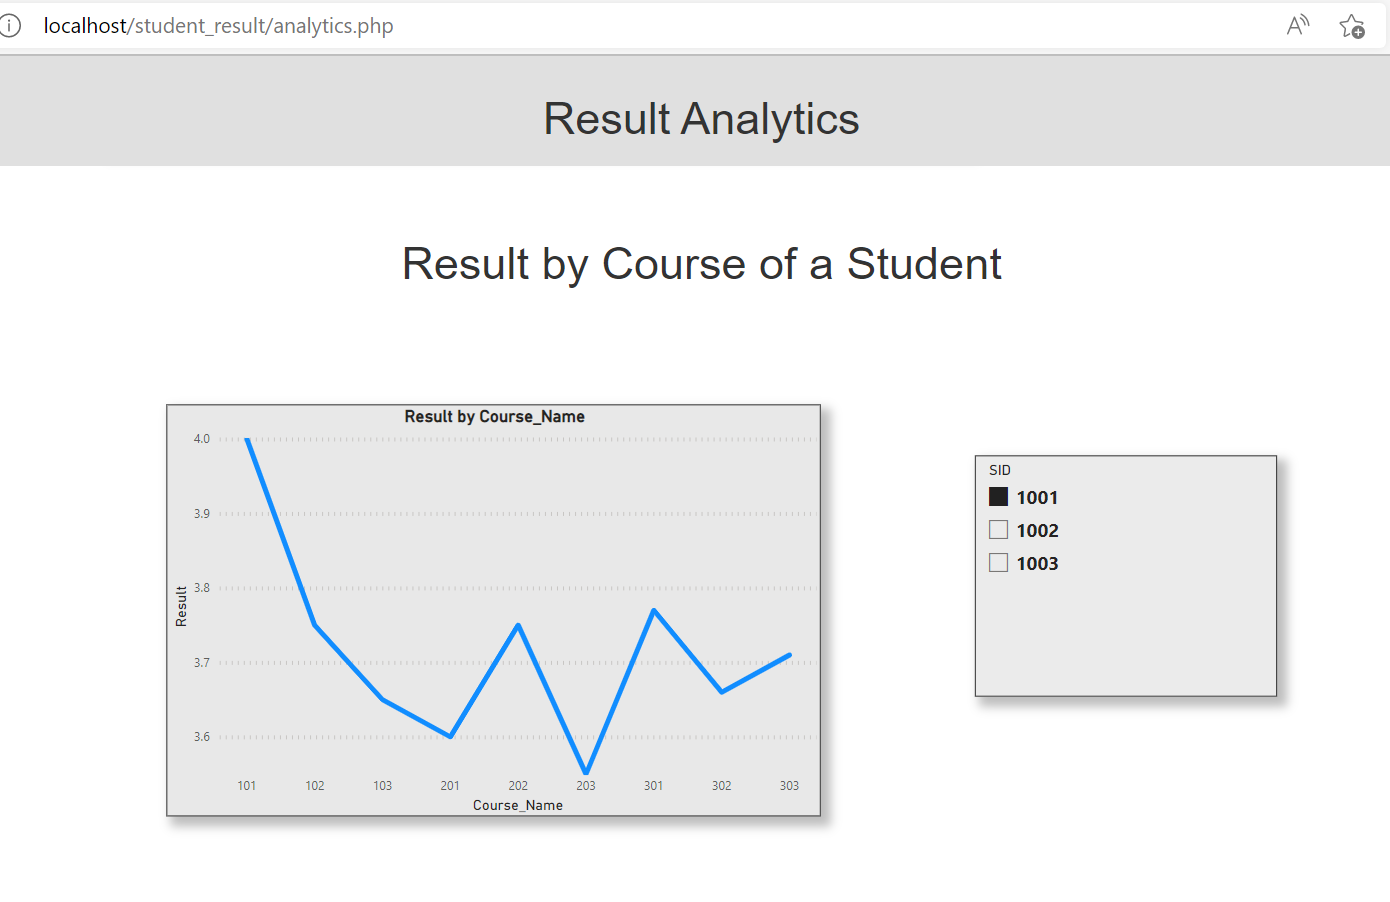 localhost/student_result/analytics.php
Result Analytics
Result by Course of a Student
Result by Course_Name
4.0
3.9
3.8
3.7
3.6
Result
101 102 103 201 202 203 301 302 303
Course_Name
SID
1001
1002
1003